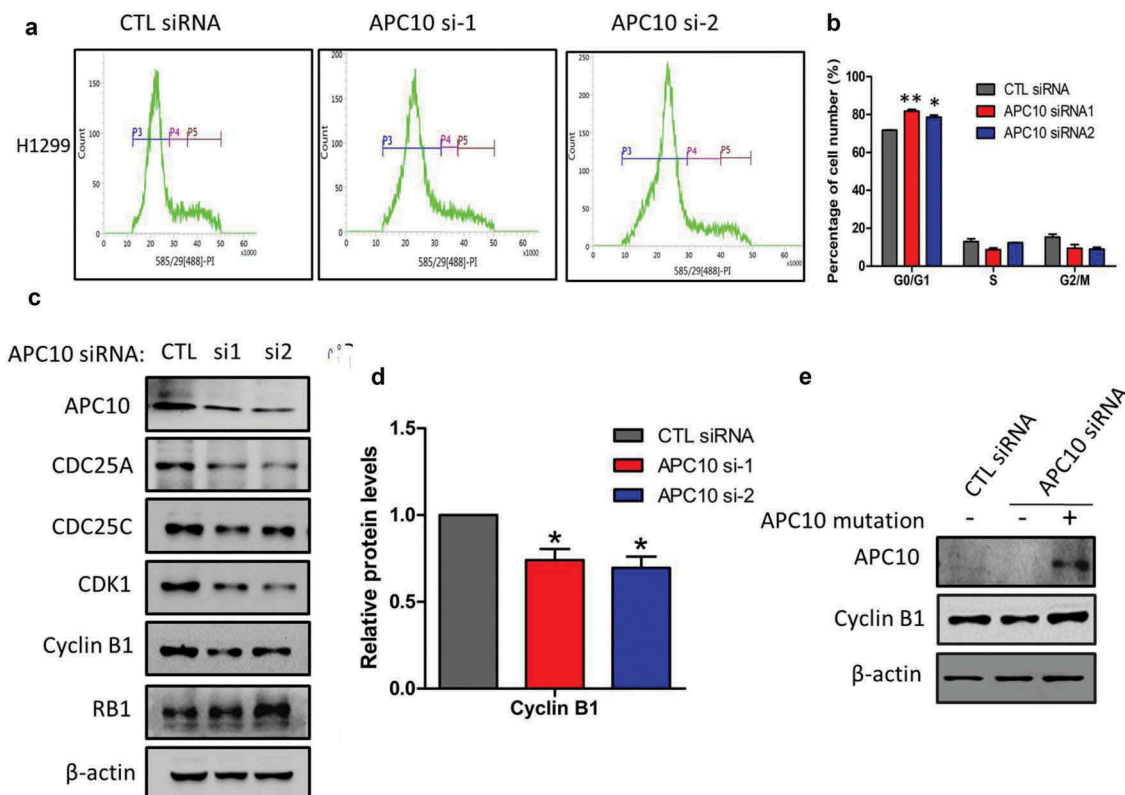 a
CTL siRNA
APC10 si-1
APC10 si-2
H1299
Count
150
100
50
0
P3
P4
P5
0 10 20 30 40 50 60
x1000
585/29[488]-PI
Count
200
150
100
50
0
P3
P4
P5
0 10 20 30 40 50 60
x1000
585/29[488]-PI
Count
250
200
150
100
50
0
P3
P4
P5
0 10 20 30 40 50 60
x1000
585/29[488]-PI
b
Percentage of cell number (%)
100
80
60
40
20
0
** *
CTL siRNA
APC10 siRNA1
APC10 siRNA2
G0/G1 S G2/M
c
APC10 siRNA: CTL si1 si2
APC10
CDC25A
CDC25C
CDK1
Cyclin B1
RB1
β-actin
d
Relative protein levels
1.5
1.0
0.5
0.0
* *
CTL siRNA
APC10 si-1
APC10 si-2
Cyclin B1
e
CTL siRNA
APC10 siRNA
APC10 mutation - - +
APC10
Cyclin B1
β-actin